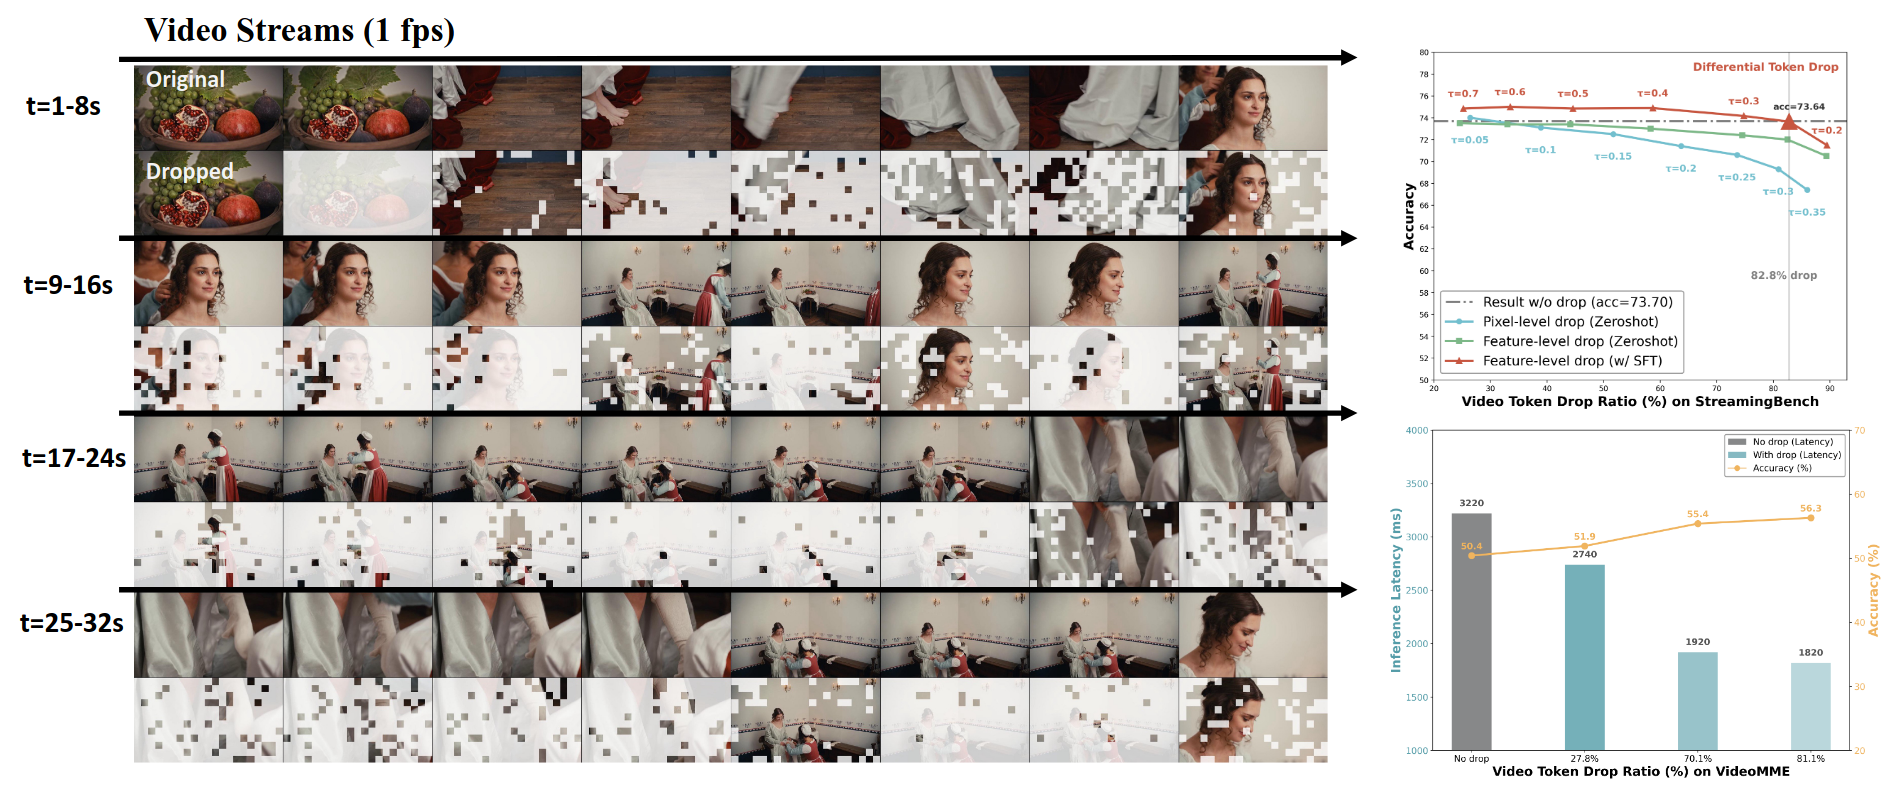 Video Streams (1 fps)
t=1-8s
Original
Dropped
t=9-16s
t=17-24s
t=25-32s
80
78
76
74
72
70
68
66
64
62
60
58
56
54
52
50
Accuracy
Differential Token Drop
τ=0.7
τ=0.6
τ=0.5
τ=0.4
τ=0.3
acc=73.64
τ=0.2
τ=0.05
τ=0.1
τ=0.15
τ=0.2
τ=0.25
τ=0.3
τ=0.35
82.8% drop
Result w/o drop (acc=73.70)
Pixel-level drop (Zeroshot)
Feature-level drop (Zeroshot)
Feature-level drop (w/ SFT)
20 30 40 50 60 70 80 90
Video Token Drop Ratio (%) on StreamingBench
4000
3500
3000
2500
2000
1500
1000
Inference Latency (ms)
No drop (Latency)
With drop (Latency)
Accuracy (%)
3220
2740
1920
1820
50.4
51.9
55.4
56.3
70
60
50
40
30
20
Accuracy (%)
No drop 27.8% 70.1% 81.1%
Video Token Drop Ratio (%) on VideoMME